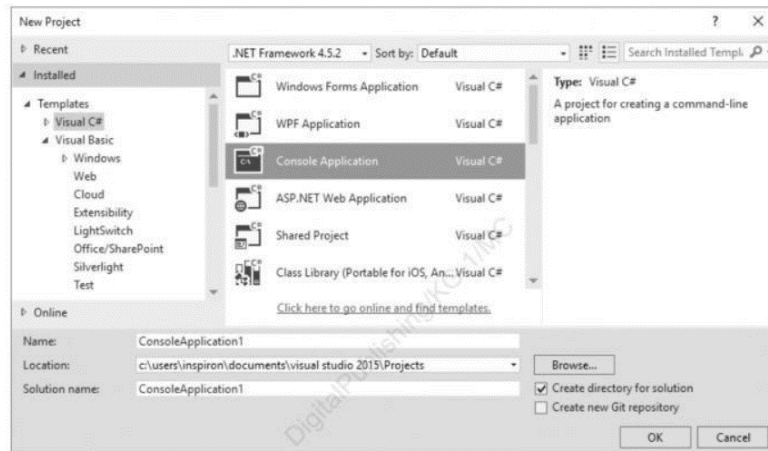 New Project
? X
Recent
.NET Framework 4.5.2 Sort by: Default Search Installed Templ
Installed
Templates
Visual C#
Visual Basic
Windows
Web
Cloud
Extensibility
LightSwitch
Office/SharePoint
Silverlight
Test
Online
Windows Forms Application Visual C#
WPF Application Visual C#
Console Application Visual C#
ASP.NET Web Application Visual C#
Shared Project Visual C#
Class Library (Portable for iOS, An... Visual C#
Click here to go online and find templates.
Type: Visual C#
A project for creating a command-line
application
Name: ConsoleApplication1
Location: c:\users\inspiron\documents\visual studio 2015\Projects Browse...
Solution name: ConsoleApplication1
Create directory for solution
Create new Git repository
OK Cancel